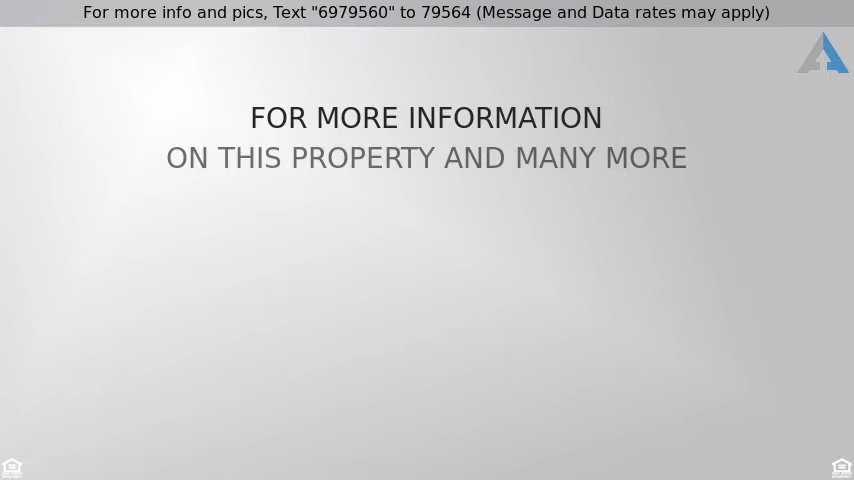 For more info and pics, Text "6979560" to 79564 (Message and Data rates may apply)
FOR MORE INFORMATION
ON THIS PROPERTY AND MANY MORE